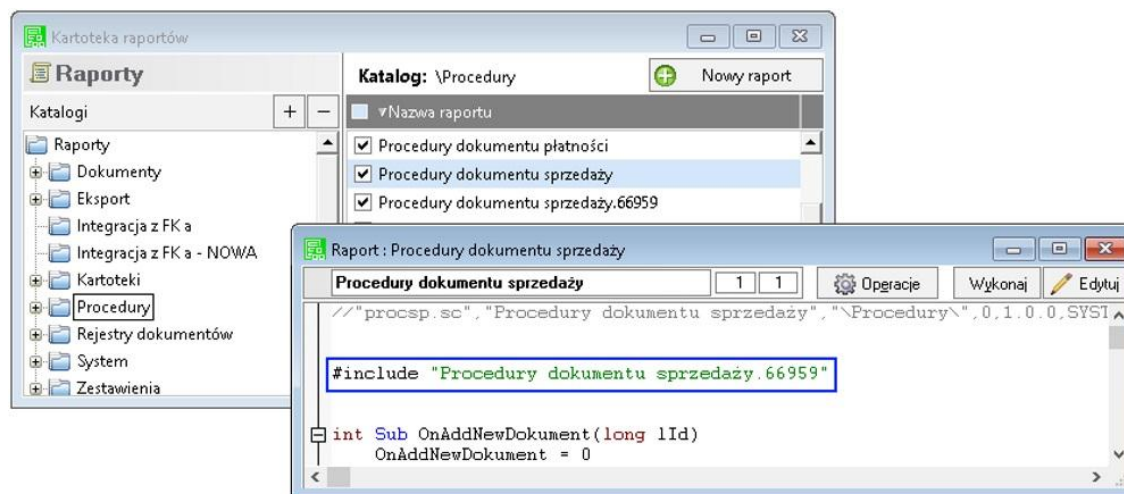 Kartoteka raportów
Raporty
Katalog: \Procedury
Nowy raport
Katalogi
+ −
Nazwa raportu
Raporty
Dokumenty
Eksport
Integracja z FK a
Integracja z FK a - NOWA
Kartoteki
Procedury
Rejestry dokumentów
System
Zestawienia
Procedury dokumentu płatności
Procedury dokumentu sprzedaży
Procedury dokumentu sprzedaży.66959
Raport : Procedury dokumentu sprzedaży
Procedury dokumentu sprzedaży 1 1 Operacje Wykonaj Edytuj
//"procsp.sc","Procedury dokumentu sprzedaży","\Procedury\",0,1.0.0,SYST
#include "Procedury dokumentu sprzedaży.66959"
int Sub OnAddNewDokument(long lId)
OnAddNewDokument = 0